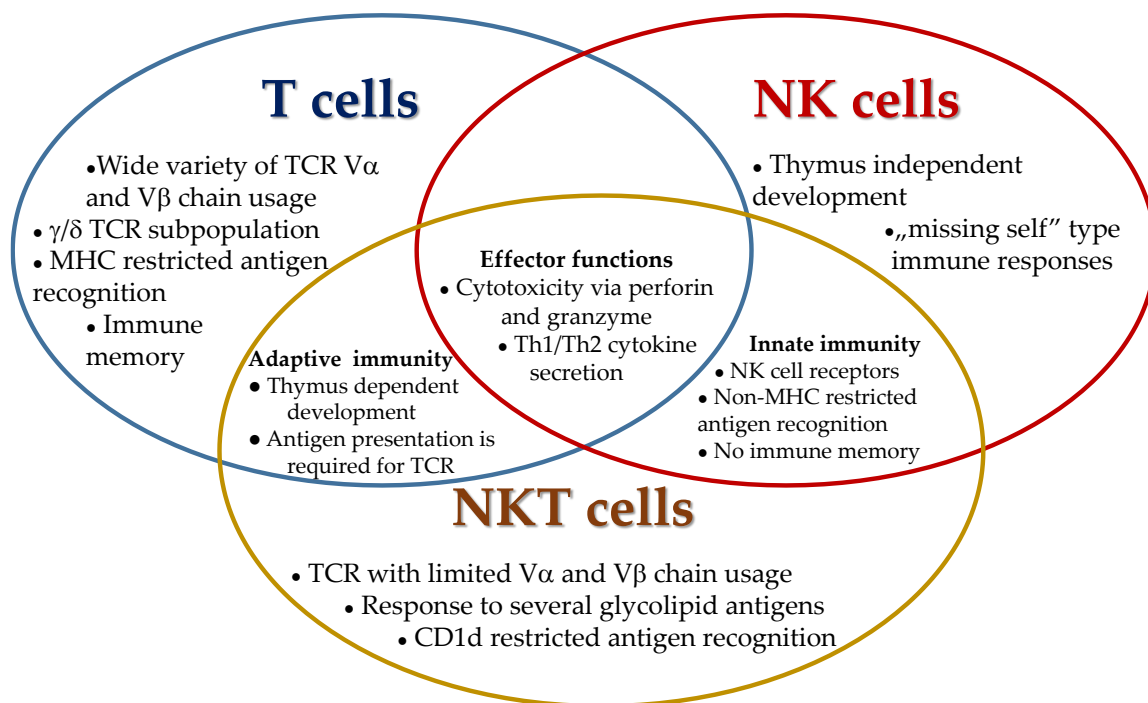 T cells
•Wide variety of TCR Vα
and Vβ chain usage
• γ/δ TCR subpopulation
• MHC restricted antigen
recognition
• Immune
memory
NK cells
• Thymus independent
development
•„missing self” type
immune responses
Effector functions
• Cytotoxicity via perforin
and granzyme
• Th1/Th2 cytokine
secretion
Adaptive immunity
• Thymus dependent
development
• Antigen presentation is
required for TCR
Innate immunity
• NK cell receptors
• Non-MHC restricted
antigen recognition
• No immune memory
NKT cells
• TCR with limited Vα and Vβ chain usage
• Response to several glycolipid antigens
• CD1d restricted antigen recognition